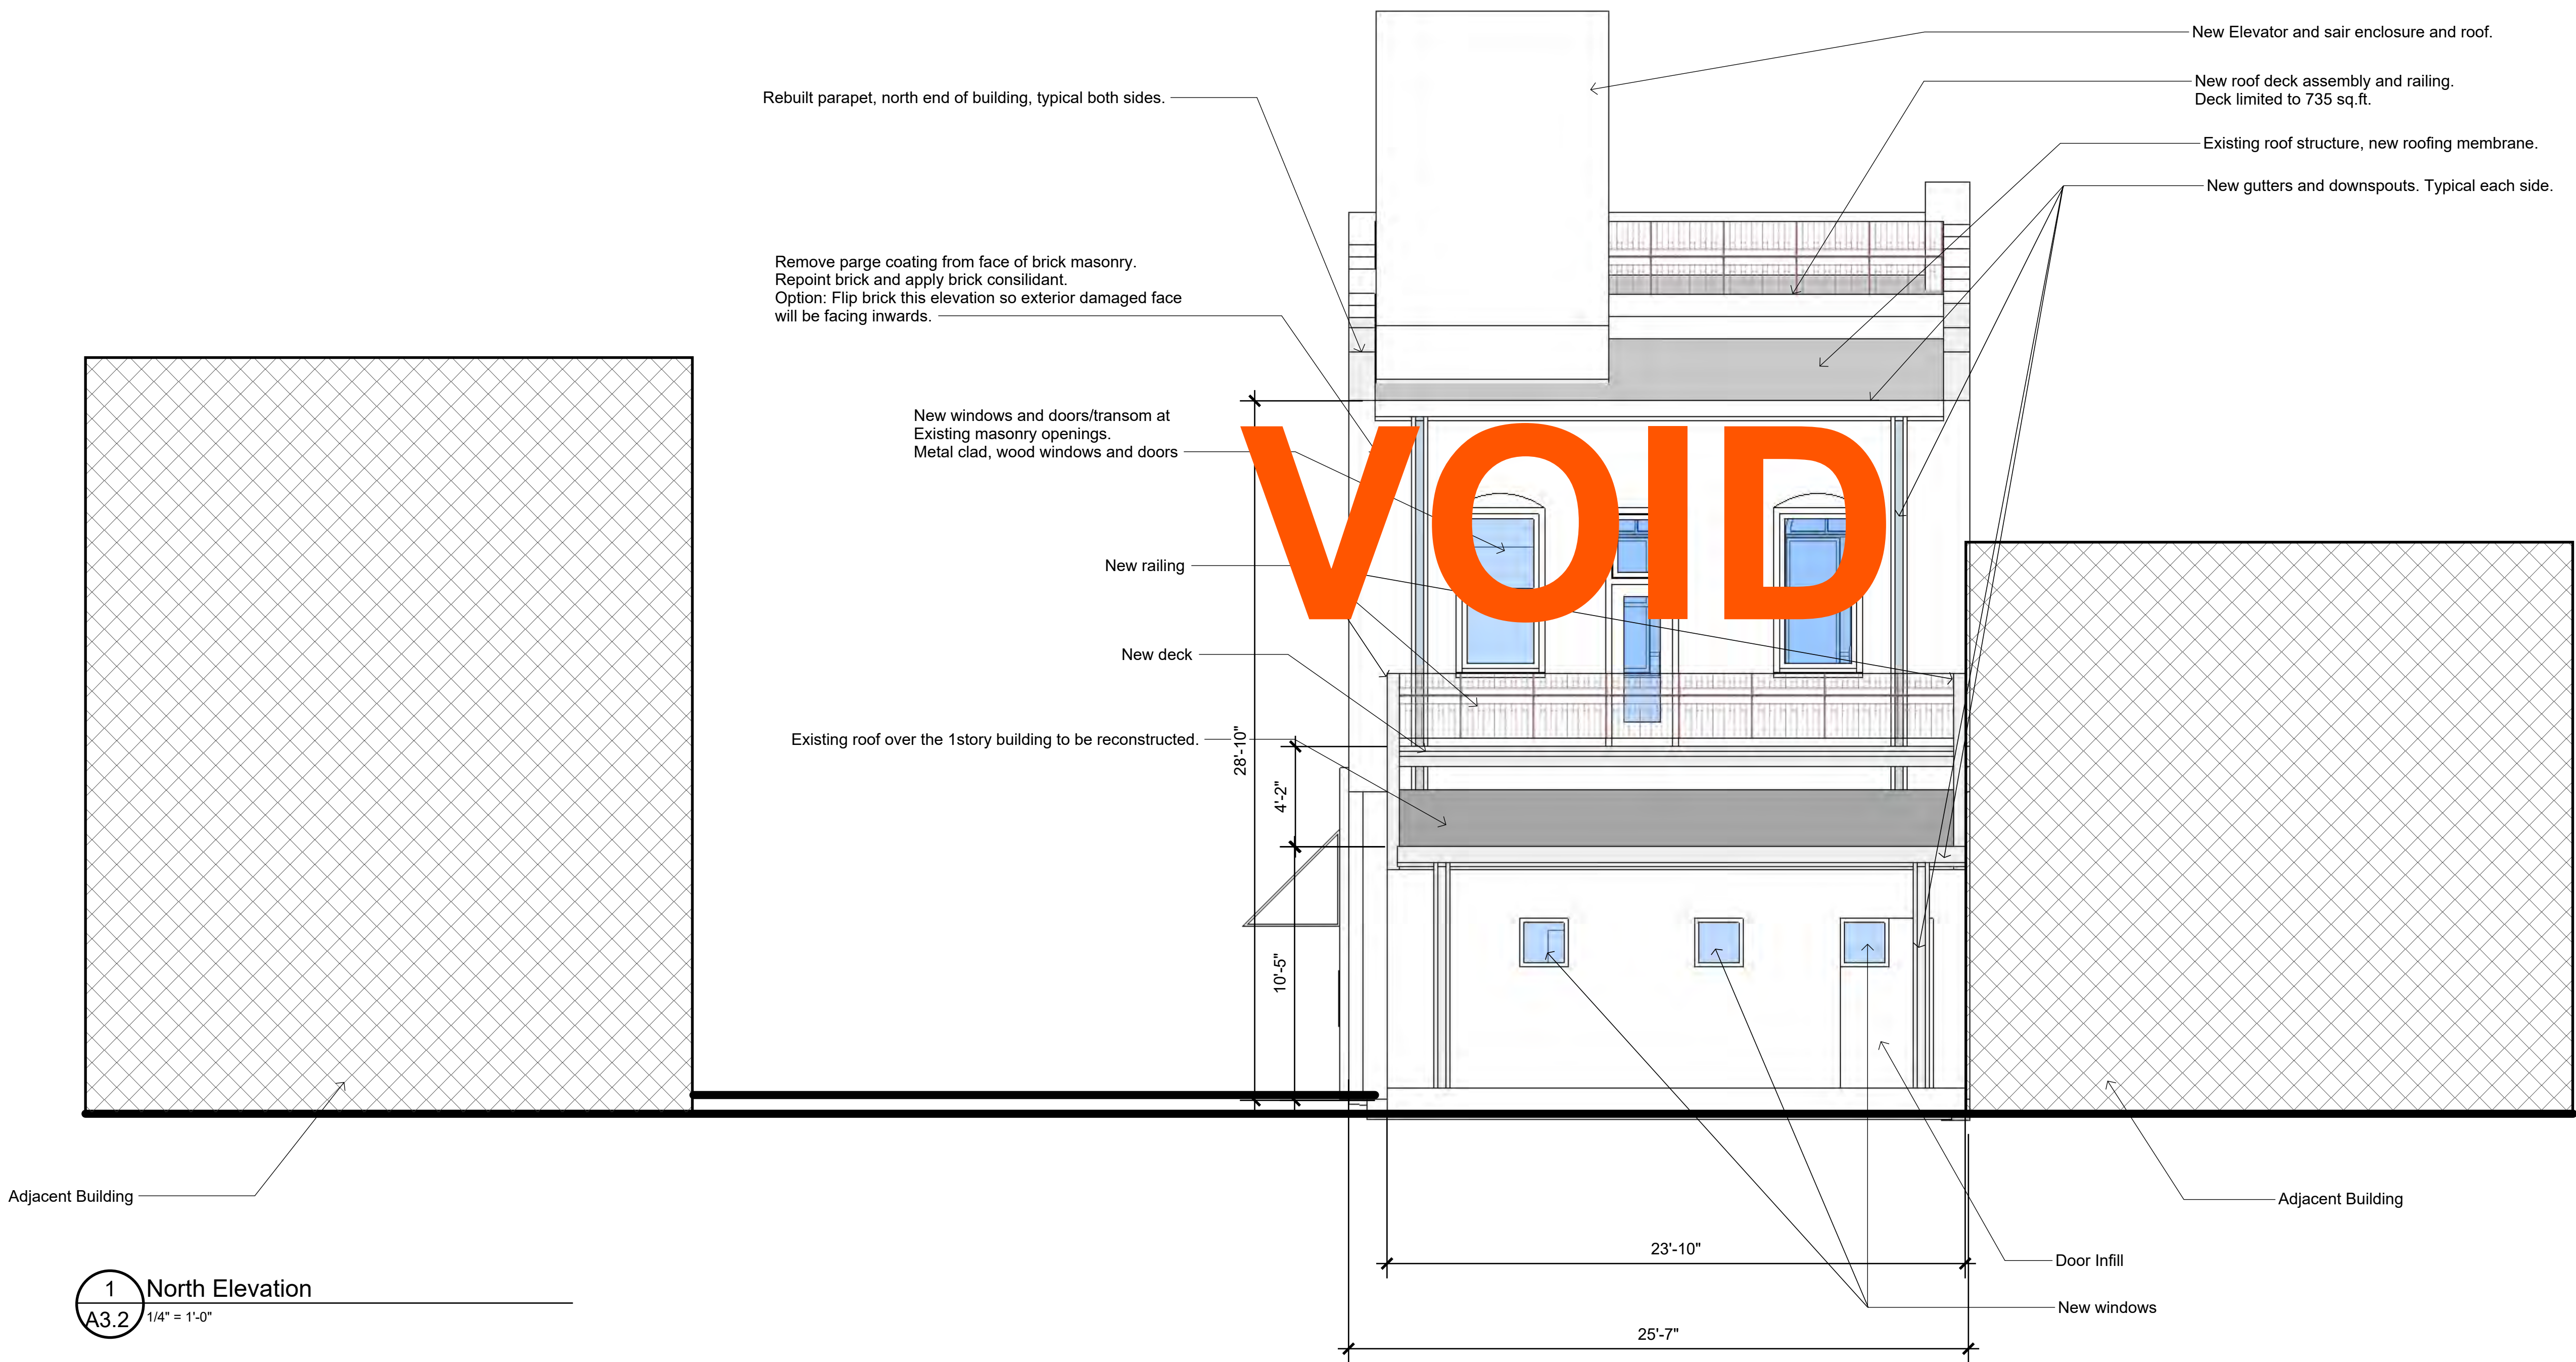 New Elevator and sair enclosure and roof.
New roof deck assembly and railing.
Deck limited to 735 sq.ft.
Rebuilt parapet, north end of building, typical both sides.
Existing roof structure, new roofing membrane.
New gutters and downspouts. Typical each side.
Remove parge coating from face of brick masonry.
Repoint brick and apply brick consilidant.
Option: Flip brick this elevation so exterior damaged face
will be facing inwards.
New windows and doors/transom at
Existing masonry openings.
Metal clad, wood windows and doors
VOID
New railing
New deck
Existing roof over the 1story building to be reconstructed.
28'-10"
4'-2"
10'-5"
Adjacent Building
Adjacent Building
23'-10"
Door Infill
New windows
25'-7"
1
North Elevation
A3.2
1/4" = 1'-0"